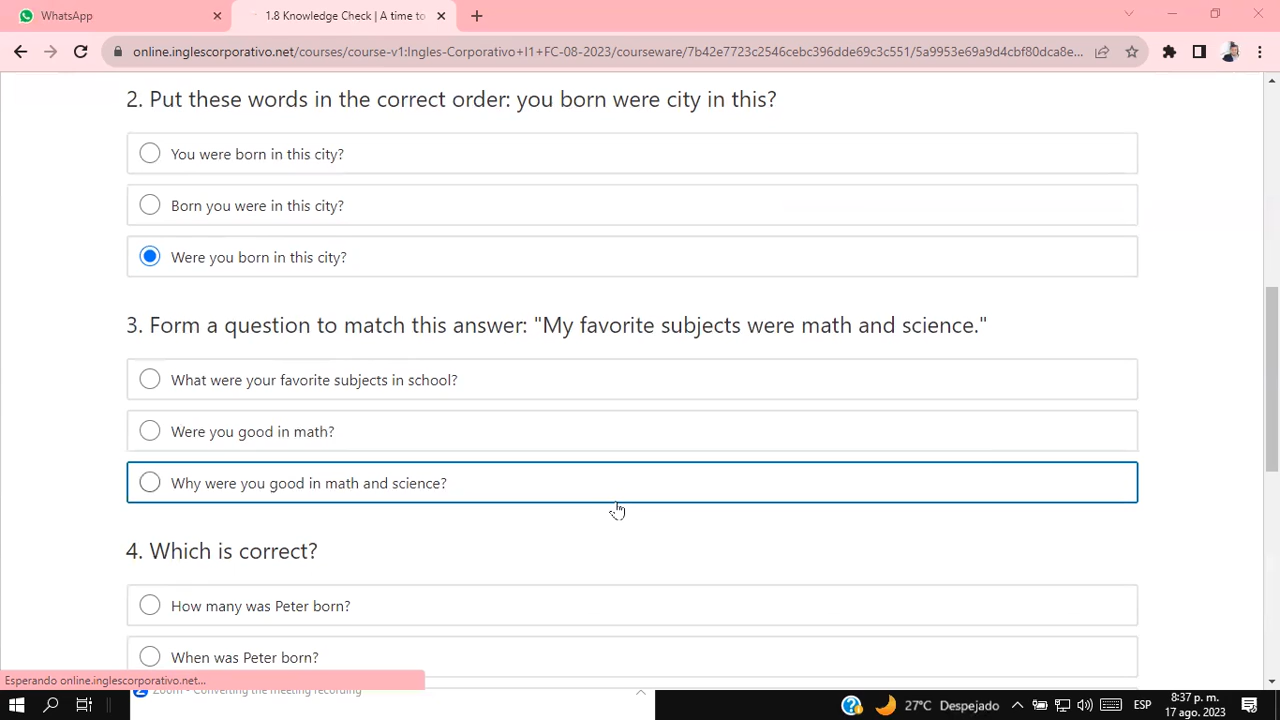 WhatsApp
1.8 Knowledge Check | A time to
online.inglescorporativo.net/courses/course-v1:Ingles-Corporativo+I1+FC-08-2023/courseware/7b42e7723c2546cebc396dde69c3c551/5a9953e69a9d4cbf80dca8e...
2. Put these words in the correct order: you born were city in this?
You were born in this city?
Born you were in this city?
Were you born in this city?
3. Form a question to match this answer: "My favorite subjects were math and science."
What were your favorite subjects in school?
Were you good in math?
Why were you good in math and science?
4. Which is correct?
How many was Peter born?
When was Peter born?
Esperando online.inglescorporativo.net...
Zoom - Converting the meeting recording
27°C Despejado
ESP
8:37 p. m.
17 ago. 2023